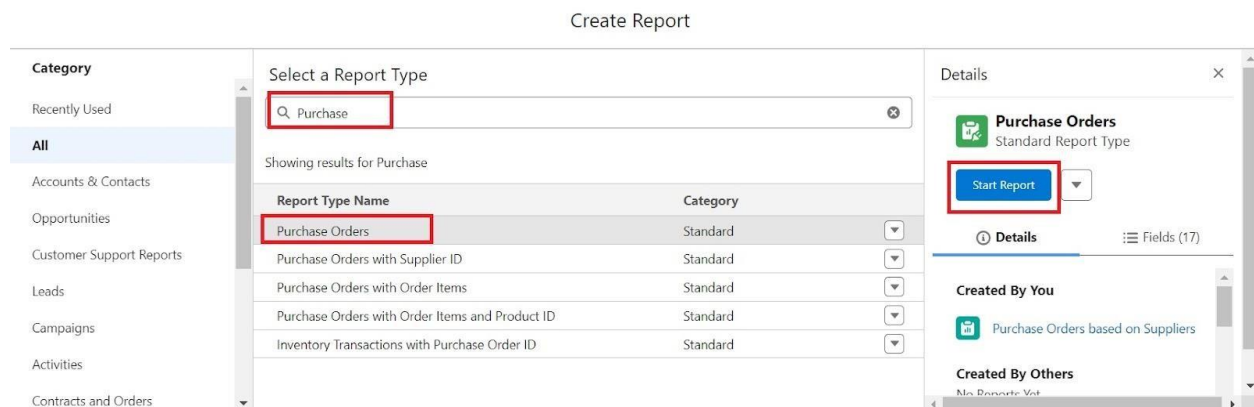 Create Report
Category
Recently Used
All
Accounts & Contacts
Opportunities
Customer Support Reports
Leads
Campaigns
Activities
Contracts and Orders
Select a Report Type
Purchase
Showing results for Purchase
Report Type Name Category
Purchase Orders Standard
Purchase Orders with Supplier ID Standard
Purchase Orders with Order Items Standard
Purchase Orders with Order Items and Product ID Standard
Inventory Transactions with Purchase Order ID Standard
Details
Purchase Orders
Standard Report Type
Start Report
Details Fields (17)
Created By You
Purchase Orders based on Suppliers
Created By Others
No Reports Yet